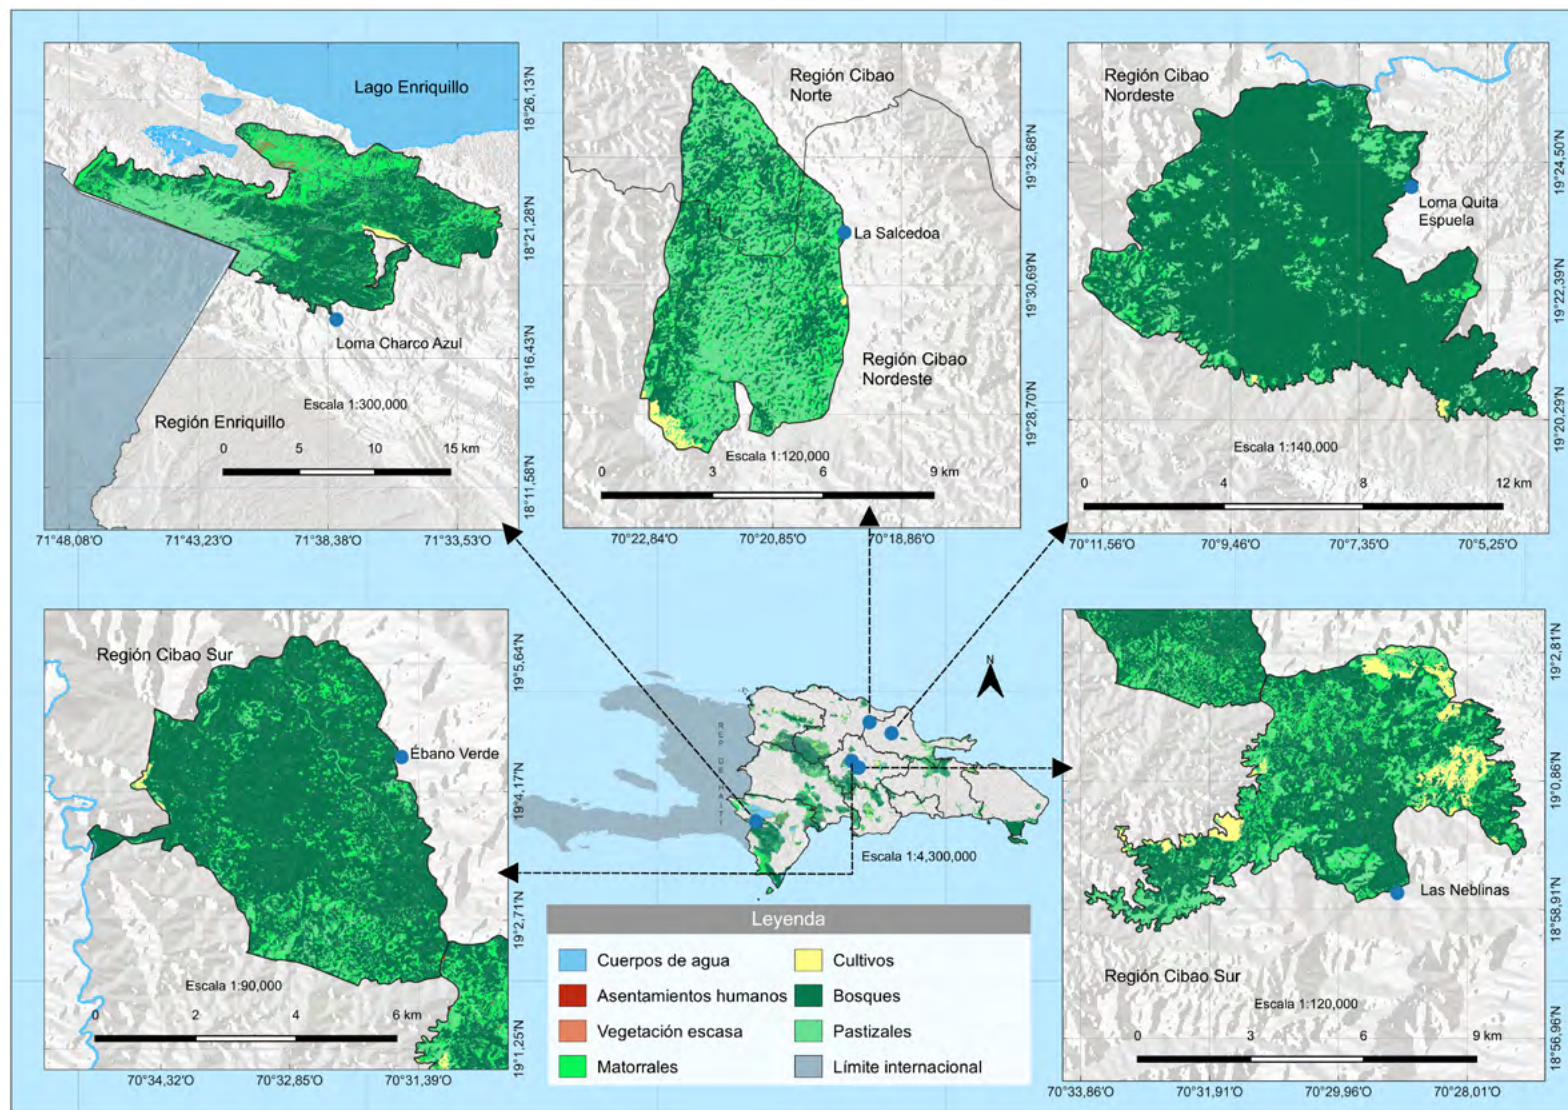 Lago Enriquillo
Loma Charco Azul
Escala 1:300,000
Región Enriquillo
0 5 10 15 km
18°26,13'N
18°21,28'N
18°16,43'N
18°11,58'N
71°48,08'O 71°43,23'O 71°38,38'O 71°33,53'O
Región Cibao
Norte
La Salcedoa
Región Cibao
Nordeste
Escala 1:120,000
0 3 6 9 km
19°32,68'N
19°30,69'N
19°28,70'N
70°22,84'O 70°20,85'O 70°18,86'O
Región Cibao
Nordeste
Loma Quita
Espuela
Escala 1:140,000
0 4 8 12 km
19°24,50'N
19°22,39'N
19°20,29'N
70°11,56'O 70°9,46'O 70°7,35'O 70°5,25'O
Región Cibao Sur
Ébano Verde
Escala 1:90,000
0 2 4 6 km
19°5,64'N
19°4,17'N
19°2,71'N
19°1,25'N
70°34,32'O 70°32,85'O 70°31,39'O
N
REP. DE HAITÍ
Escala 1:4,300,000
Leyenda
Cuerpos de agua
Asentamientos humanos
Vegetación escasa
Matorrales
Cultivos
Bosques
Pastizales
Límite internacional
Las Neblinas
Región Cibao Sur
Escala 1:120,000
0 3 6 9 km
19°2,81'N
19°0,86'N
18°58,91'N
18°56,96'N
70°33,86'O 70°31,91'O 70°29,96'O 70°28,01'O